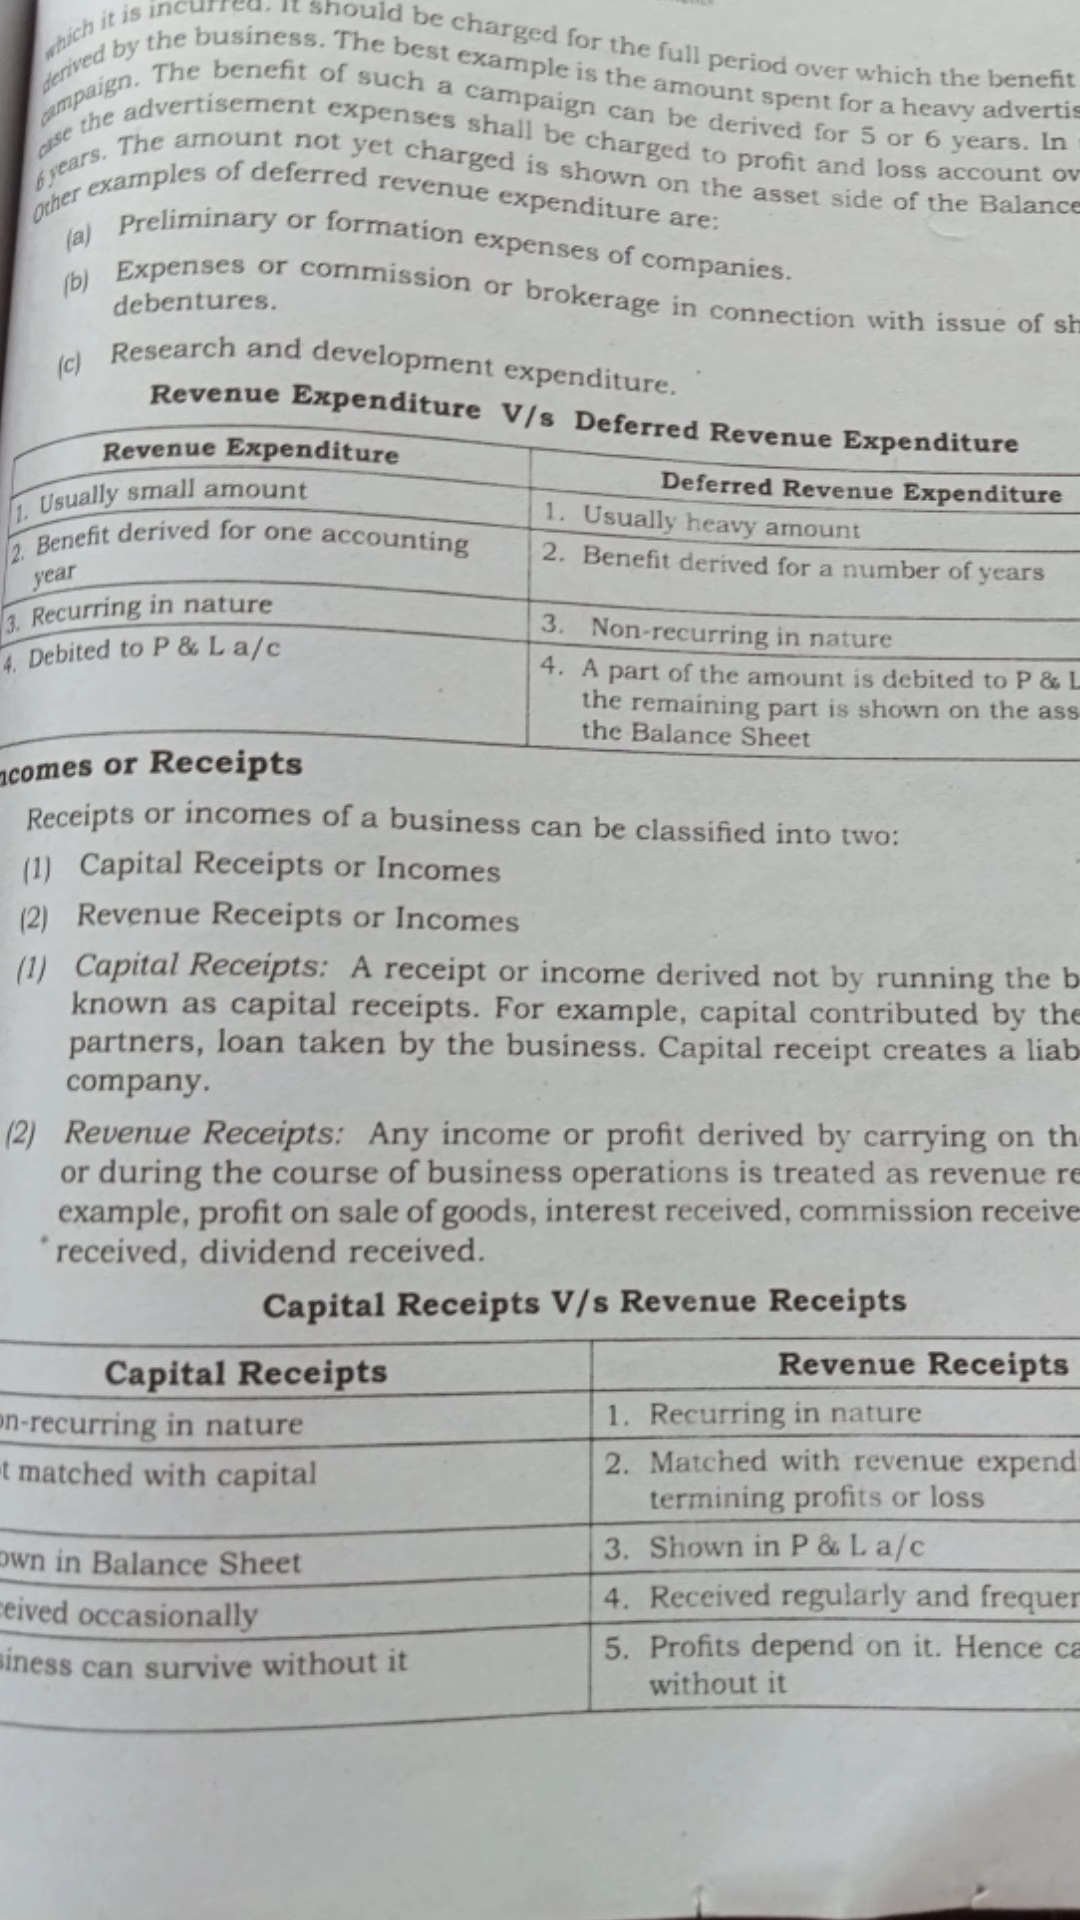 which it is incurred. It should be charged for the full period over which the benefit
derived by the business. The best example is the amount spent for a heavy advertis
campaign. The benefit of such a campaign can be derived for 5 or 6 years. In
case the advertisement expenses shall be charged to profit and loss account ov
6 years. The amount not yet charged is shown on the asset side of the Balance
Other examples of deferred revenue expenditure are:
(a) Preliminary or formation expenses of companies.
(b) Expenses or commission or brokerage in connection with issue of sh
debentures.
(c) Research and development expenditure.
Revenue Expenditure V/s Deferred Revenue Expenditure
Revenue Expenditure
Deferred Revenue Expenditure
1. Usually small amount
1. Usually heavy amount
2. Benefit derived for one accounting
year
2. Benefit derived for a number of years
3. Recurring in nature
3. Non-recurring in nature
4. Debited to P & L a/c
4. A part of the amount is debited to P & L
the remaining part is shown on the ass
the Balance Sheet
ncomes or Receipts
Receipts or incomes of a business can be classified into two:
(1) Capital Receipts or Incomes
(2) Revenue Receipts or Incomes
(1) Capital Receipts: A receipt or income derived not by running the b
known as capital receipts. For example, capital contributed by the
partners, loan taken by the business. Capital receipt creates a liab
company.
(2) Revenue Receipts: Any income or profit derived by carrying on th
or during the course of business operations is treated as revenue re
example, profit on sale of goods, interest received, commission receive
received, dividend received.
Capital Receipts V/s Revenue Receipts
Capital Receipts
Revenue Receipts
on-recurring in nature
1. Recurring in nature
t matched with capital
2. Matched with revenue expend
termining profits or loss
own in Balance Sheet
3. Shown in P & L a/c
ceived occasionally
4. Received regularly and frequen
siness can survive without it
5. Profits depend on it. Hence ca
without it